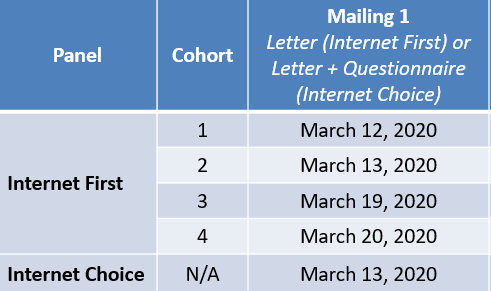 Panel
Cohort
Mailing 1
Letter (Internet First) or
Letter + Questionnaire
(Internet Choice)
Internet First
1
March 12, 2020
2
March 13, 2020
3
March 19, 2020
4
March 20, 2020
Internet Choice
N/A
March 13, 2020